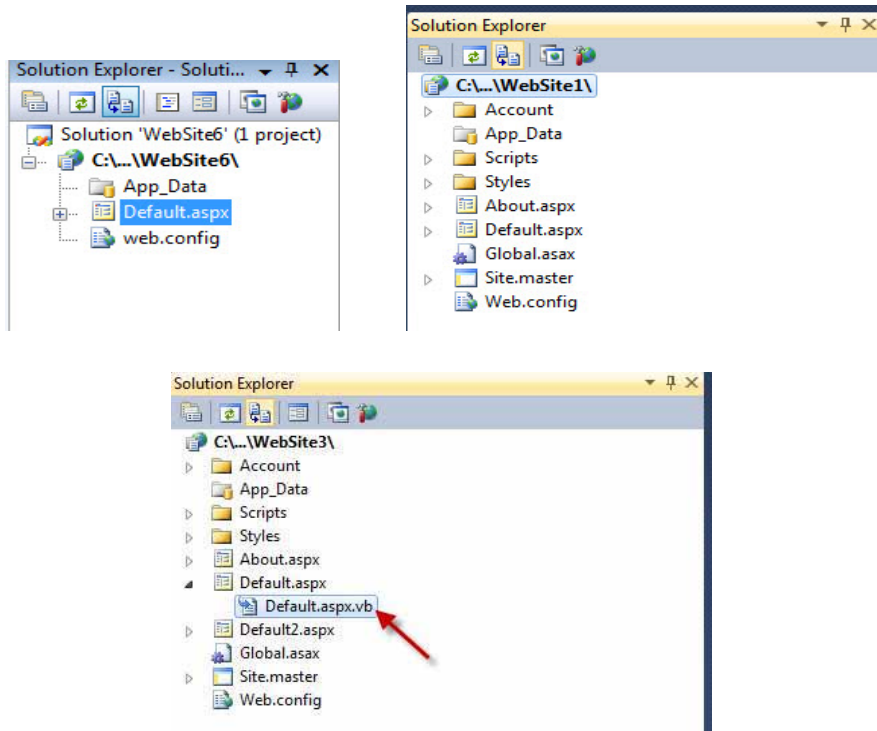 Solution Explorer - Soluti...
Solution 'WebSite6' (1 project)
C:\...\WebSite6\
App_Data
Default.aspx
web.config
Solution Explorer
C:\...\WebSite1\
Account
App_Data
Scripts
Styles
About.aspx
Default.aspx
Global.asax
Site.master
Web.config
Solution Explorer
C:\...\WebSite3\
Account
App_Data
Scripts
Styles
About.aspx
Default.aspx
Default.aspx.vb
Default2.aspx
Global.asax
Site.master
Web.config